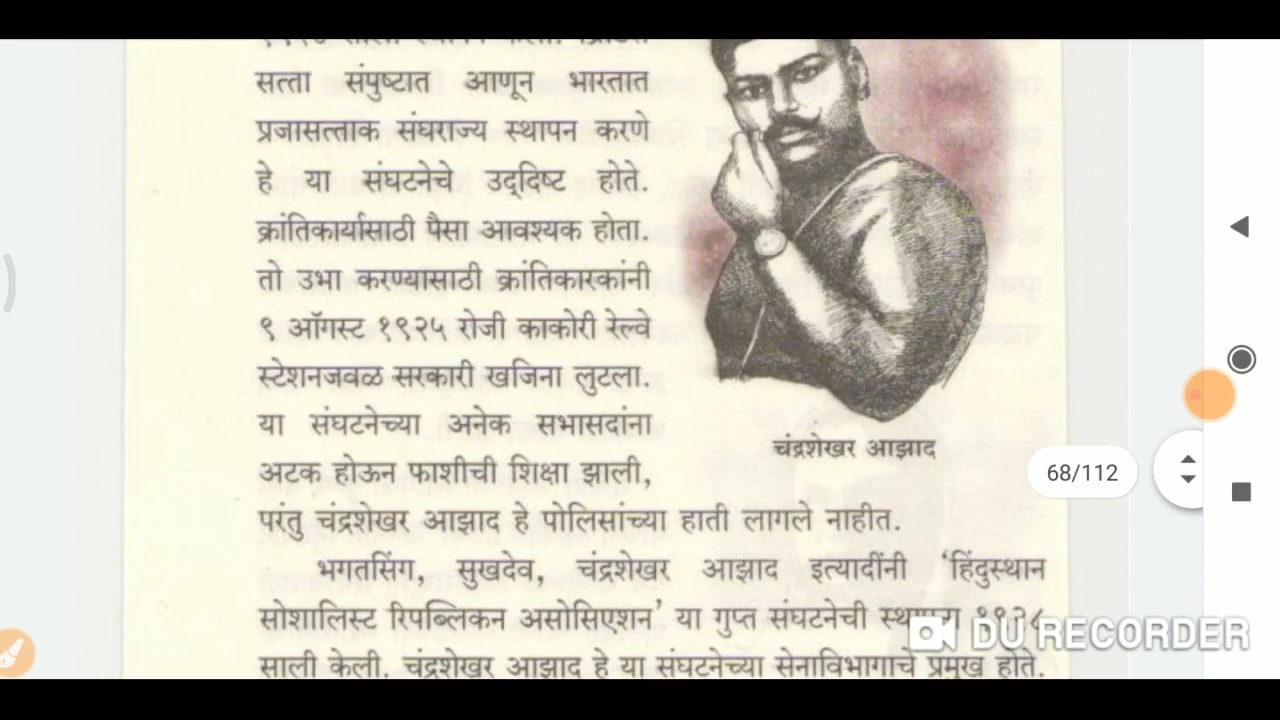 सत्ता संपुष्टात आणून भारतात
प्रजासत्ताक संघराज्य स्थापन करणे
हे या संघटनेचे उद्दिष्ट होते.
क्रांतिकार्यासाठी पैसा आवश्यक होता.
तो उभा करण्यासाठी क्रांतिकारकांनी
९ ऑगस्ट १९२५ रोजी काकोरी रेल्वे
स्टेशनजवळ सरकारी खजिना लुटला.
या संघटनेच्या अनेक सभासदांना
अटक होऊन फाशीची शिक्षा झाली,
परंतु चंद्रशेखर आझाद हे पोलिसांच्या हाती लागले नाहीत.
चंद्रशेखर आझाद
68/112
भगतसिंग, सुखदेव, चंद्रशेखर आझाद इत्यादींनी ‘हिंदुस्थान
सोशालिस्ट रिपब्लिकन असोसिएशन’ या गुप्त संघटनेची १९२८
साली केली. चंद्रशेखर आझाद हे या संघटनेच्या सेनाविभागाचे प्रमुख होते.
DU RECORDER